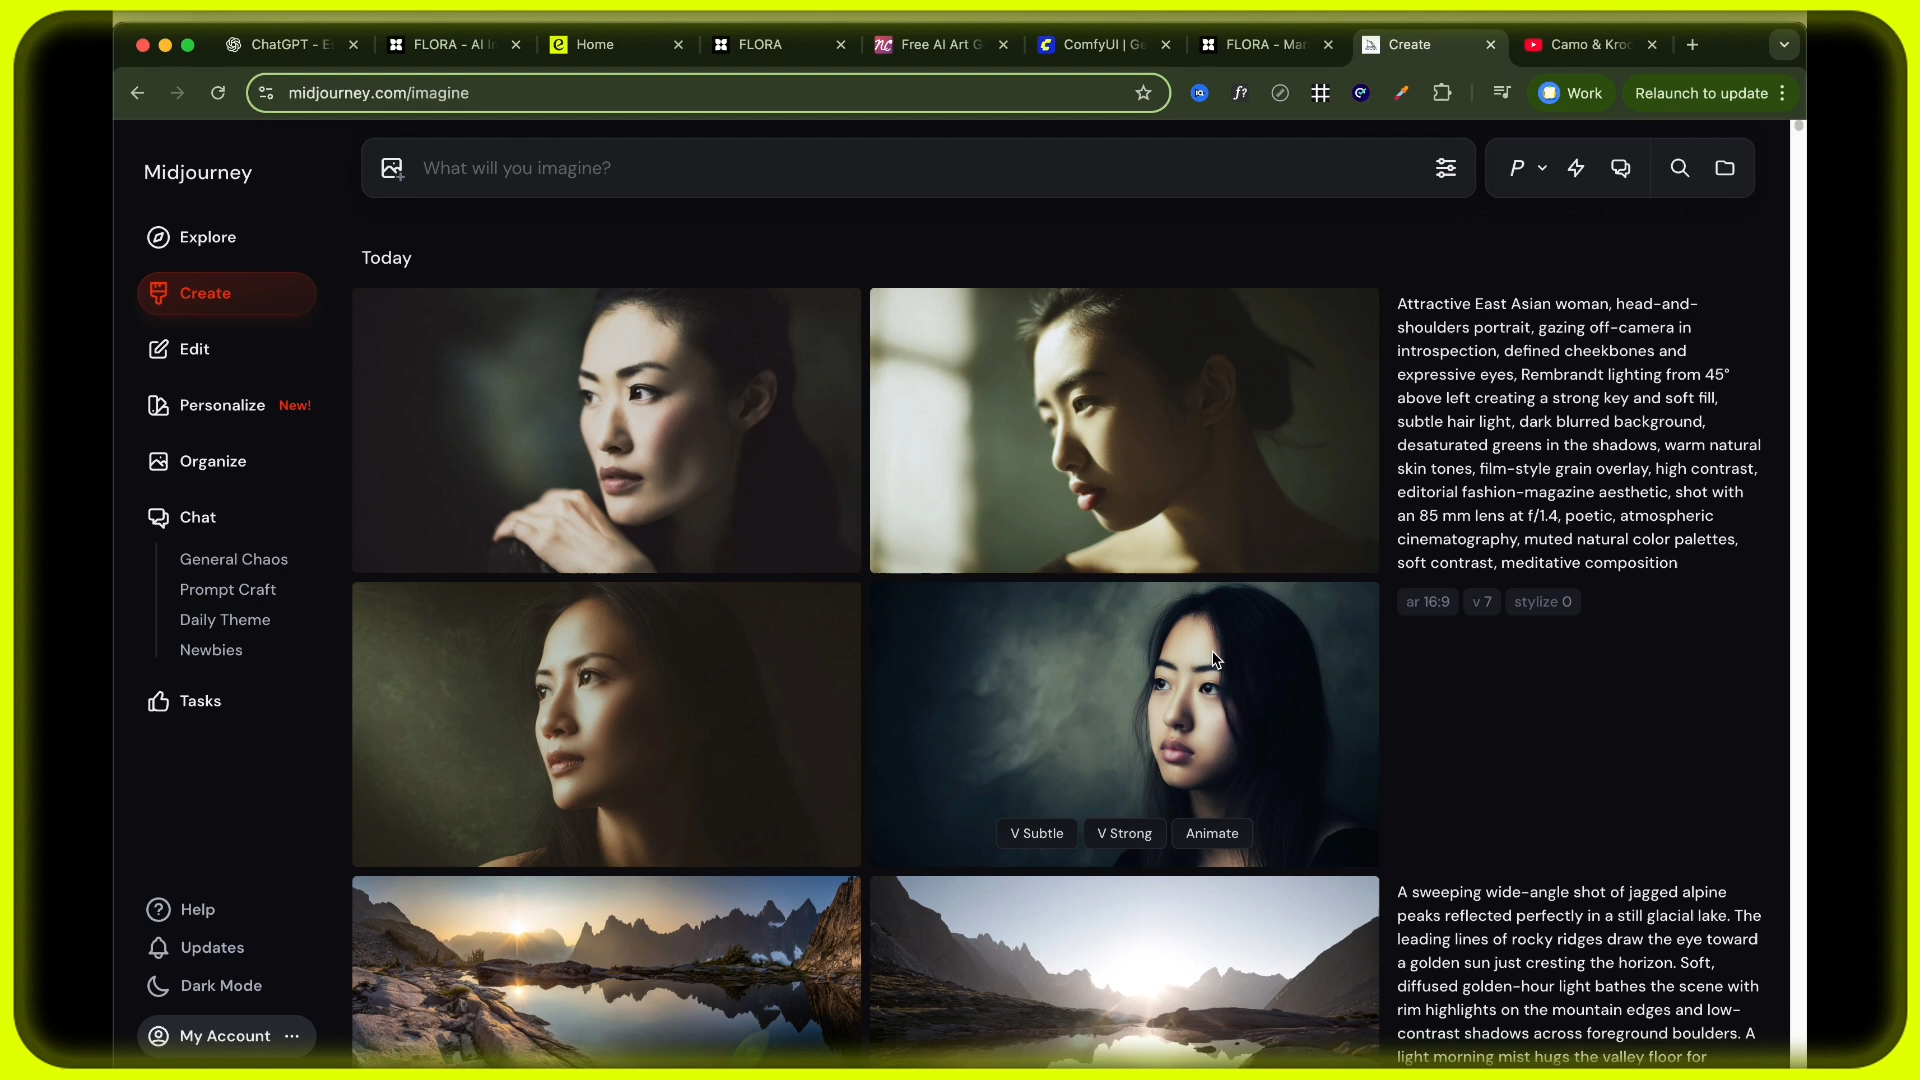 ChatGPT - E
FLORA - AI I
Home
FLORA
Free AI Art G
ComfyUI | Ge
FLORA - Ma
Create
Camo & Kro
midjourney.com/imagine
Work
Relaunch to update
Midjourney
What will you imagine?
Explore
Create
Edit
Personalize New!
Organize
Chat
General Chaos
Prompt Craft
Daily Theme
Newbies
Tasks
Help
Updates
Dark Mode
My Account
Today
Attractive East Asian woman, head-and-
shoulders portrait, gazing off-camera in
introspection, defined cheekbones and
expressive eyes, Rembrandt lighting from 45°
above left creating a strong key and soft fill,
subtle hair light, dark blurred background,
desaturated greens in the shadows, warm natural
skin tones, film-style grain overlay, high contrast,
editorial fashion-magazine aesthetic, shot with
an 85 mm lens at f/1.4, poetic, atmospheric
cinematography, muted natural color palettes,
soft contrast, meditative composition
ar 16:9 v 7 stylize 0
V Subtle V Strong Animate
A sweeping wide-angle shot of jagged alpine
peaks reflected perfectly in a still glacial lake. The
leading lines of rocky ridges draw the eye toward
a golden sun just cresting the horizon. Soft,
diffused golden-hour light bathes the scene with
rim highlights on the mountain edges and low-
contrast shadows across foreground boulders. A
light morning mist hugs the valley floor for